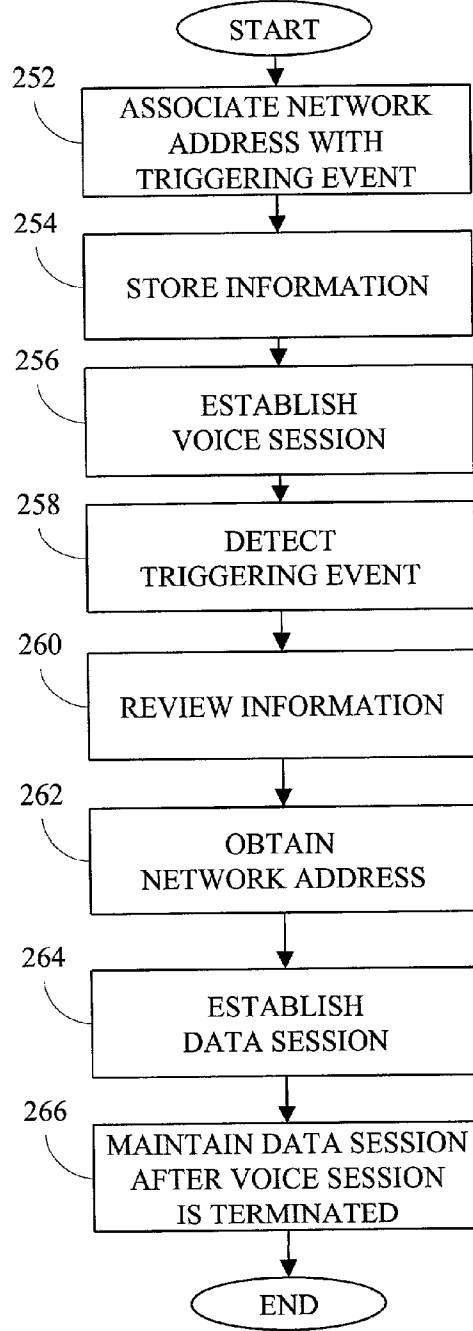 START
252
ASSOCIATE NETWORK
ADDRESS WITH
TRIGGERING EVENT
254
STORE INFORMATION
256
ESTABLISH
VOICE SESSION
258
DETECT
TRIGGERING EVENT
260
REVIEW INFORMATION
262
OBTAIN
NETWORK ADDRESS
264
ESTABLISH
DATA SESSION
266
MAINTAIN DATA SESSION
AFTER VOICE SESSION
IS TERMINATED
END